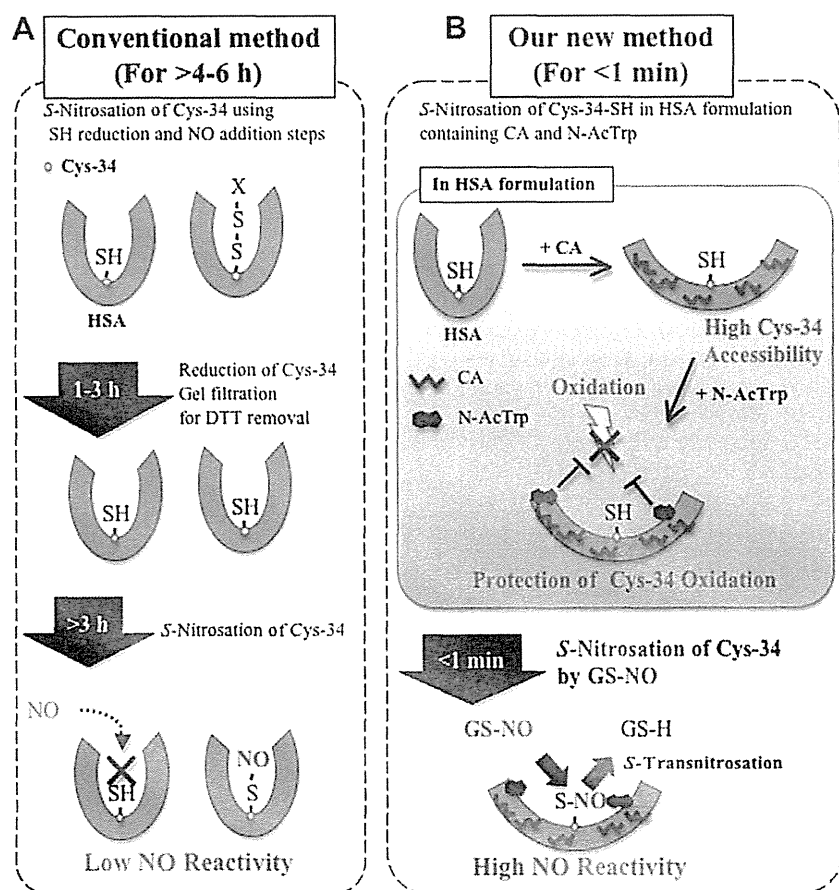 A
Conventional method
(For >4-6 h)
S-Nitrosation of Cys-34 using
SH reduction and NO addition steps
Cys-34
SH
X
S
S
HSA
1-3 h
Reduction of Cys-34
Gel filtration
for DTT removal
SH
SH
>3 h
S-Nitrosation of Cys-34
NO
SH
NO
S
Low NO Reactivity
B
Our new method
(For <1 min)
S-Nitrosation of Cys-34-SH in HSA formulation
containing CA and N-AcTrp
In HSA formulation
SH
HSA
+ CA
SH
High Cys-34
Accessibility
CA
N-AcTrp
Oxidation
+ N-AcTrp
SH
Protection of Cys-34 Oxidation
<1 min
S-Nitrosation of Cys-34
by GS-NO
GS-NO
GS-H
S-Transnitrosation
S-NO
High NO Reactivity